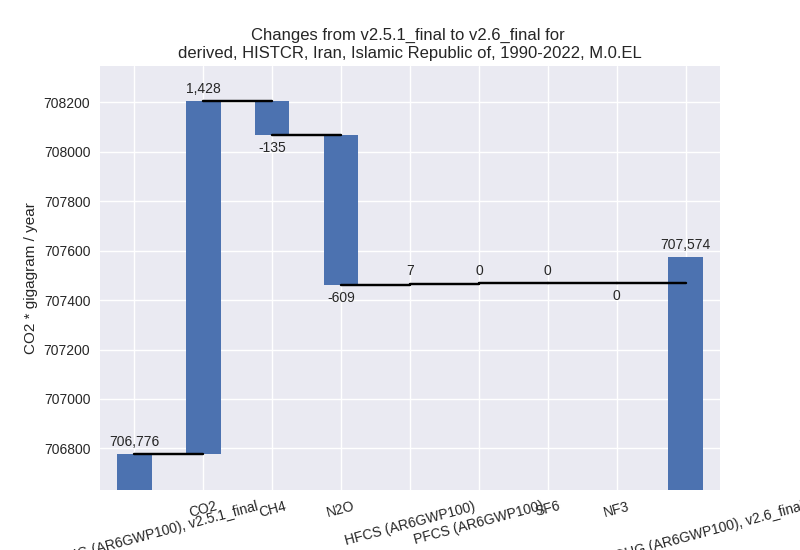 Changes from v2.5.1_final to v2.6_final for
derived, HISTCR, Iran, Islamic Republic of, 1990-2022, M.0.EL
CO2 * gigagram / year
708200
708000
707800
707600
707400
707200
707000
706800
706,776
1,428
-135
-609
7
0
0
0
707,574
(AR6GWP100), v2.5.1_final
CO2
CH4
N2O
HFCS (AR6GWP100)
PFCS (AR6GWP100)
SF6
NF3
(AR6GWP100), v2.6_final